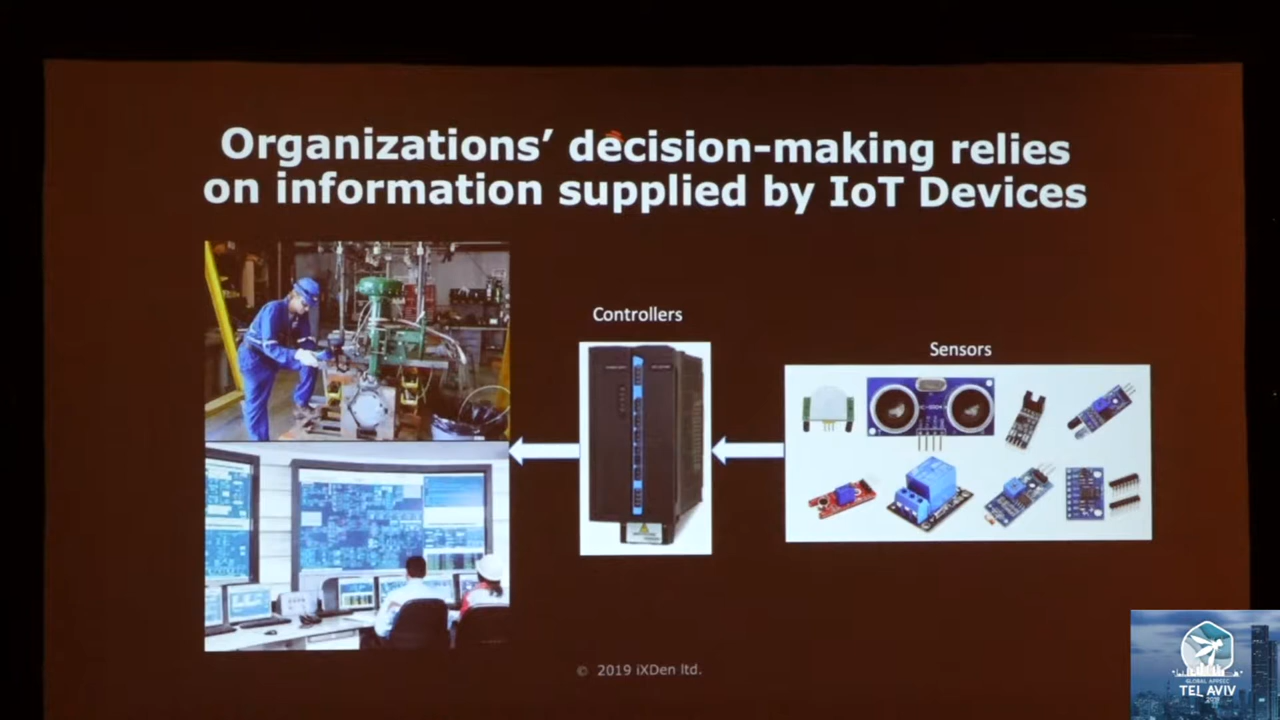 Organizations’ decision-making relies
on information supplied by IoT Devices
Controllers
Sensors
© 2019 iXDen ltd.
GLOBAL APPSEC
TEL AVIV